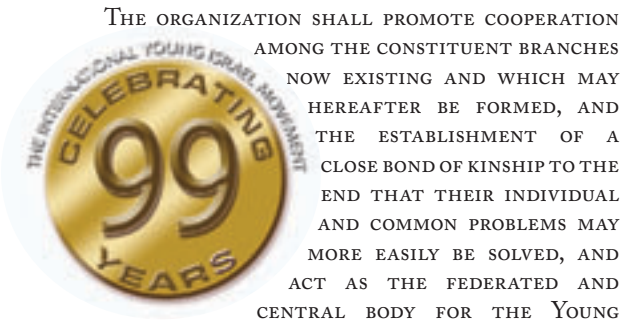 The organization shall promote cooperation
among the constituent branches
now existing and which may
hereafter be formed, and
the establishment of a
close bond of kinship to the
end that their individual
and common problems may
more easily be solved, and
act as the federated and
central body for the Young
THE INTERNATIONAL YOUNG ISRAEL MOVEMENT
CELEBRATING
99
YEARS